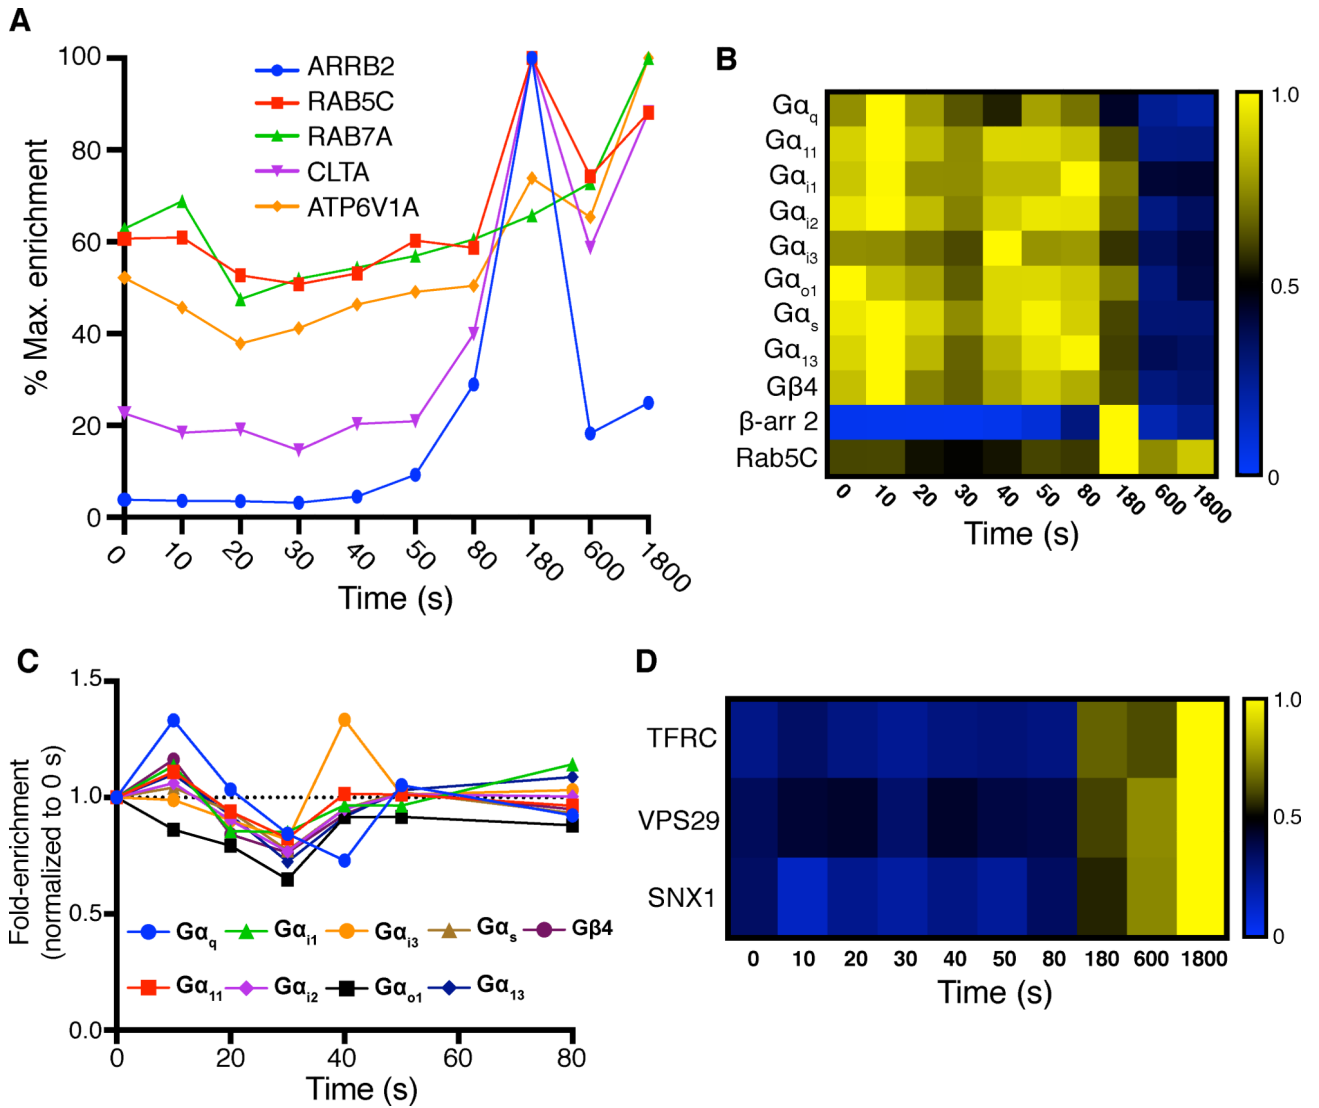 A
100
80
60
40
20
0
% Max. enrichment
ARRB2
RAB5C
RAB7A
CLTA
ATP6V1A
0 10 20 30 40 50 80 180 600 1800
Time (s)
B
Gαq
Gα11
Gαi1
Gαi2
Gαi3
Gαo1
Gαs
Gα13
Gβ4
β-arr 2
Rab5C
0 10 20 30 40 50 80 180 600 1800
Time (s)
1.0
0.5
0
C
1.5
1.0
0.5
0.0
Fold-enrichment
(normalized to 0 s)
Gαq Gαi1 Gαi3 Gαs Gβ4
Gα11 Gαi2 Gαo1 Gα13
0 20 40 60 80
Time (s)
D
TFRC
VPS29
SNX1
0 10 20 30 40 50 80 180 600 1800
Time (s)
1.0
0.5
0